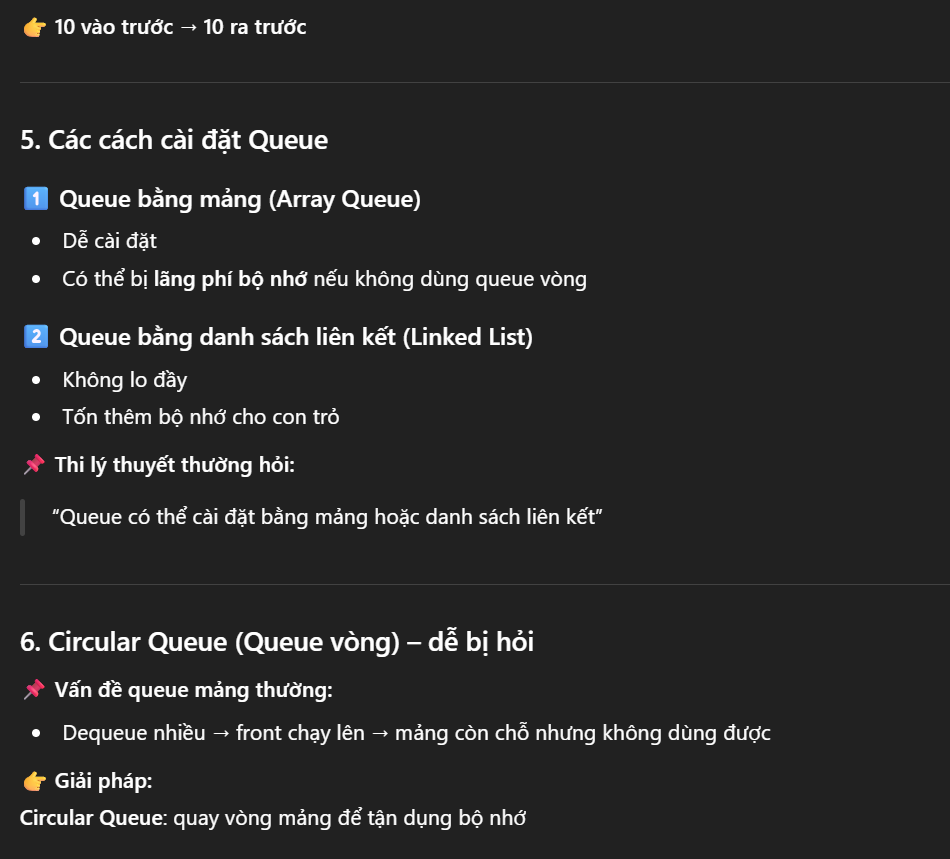 👉 10 vào trước → 10 ra trước
5. Các cách cài đặt Queue
1️⃣ Queue bằng mảng (Array Queue)
• Dễ cài đặt
• Có thể bị lãng phí bộ nhớ nếu không dùng queue vòng
2️⃣ Queue bằng danh sách liên kết (Linked List)
• Không lo đầy
• Tốn thêm bộ nhớ cho con trỏ
📌 Thi lý thuyết thường hỏi:
“Queue có thể cài đặt bằng mảng hoặc danh sách liên kết”
6. Circular Queue (Queue vòng) – dễ bị hỏi
📌 Vấn đề queue mảng thường:
• Dequeue nhiều → front chạy lên → mảng còn chỗ nhưng không dùng được
👉 Giải pháp:
Circular Queue: quay vòng mảng để tận dụng bộ nhớ